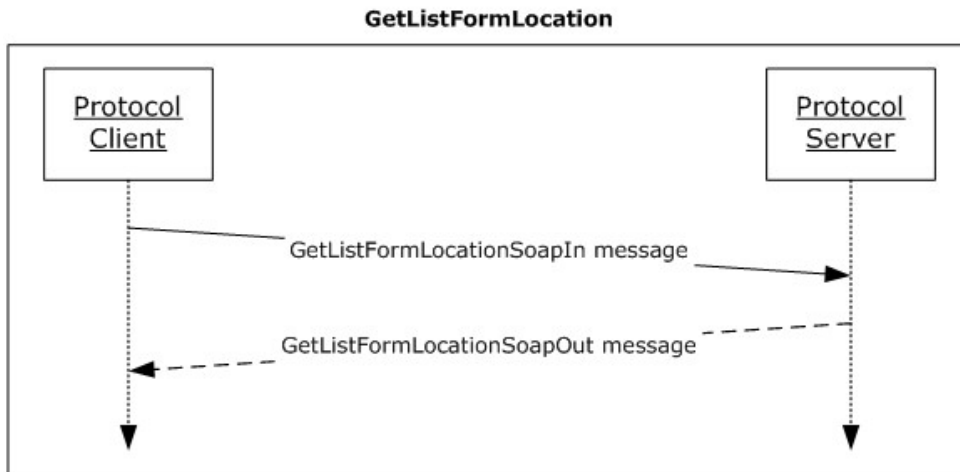 GetListFormLocation
Protocol
Client
Protocol
Server
GetListFormLocationSoapIn message
GetListFormLocationSoapOut message